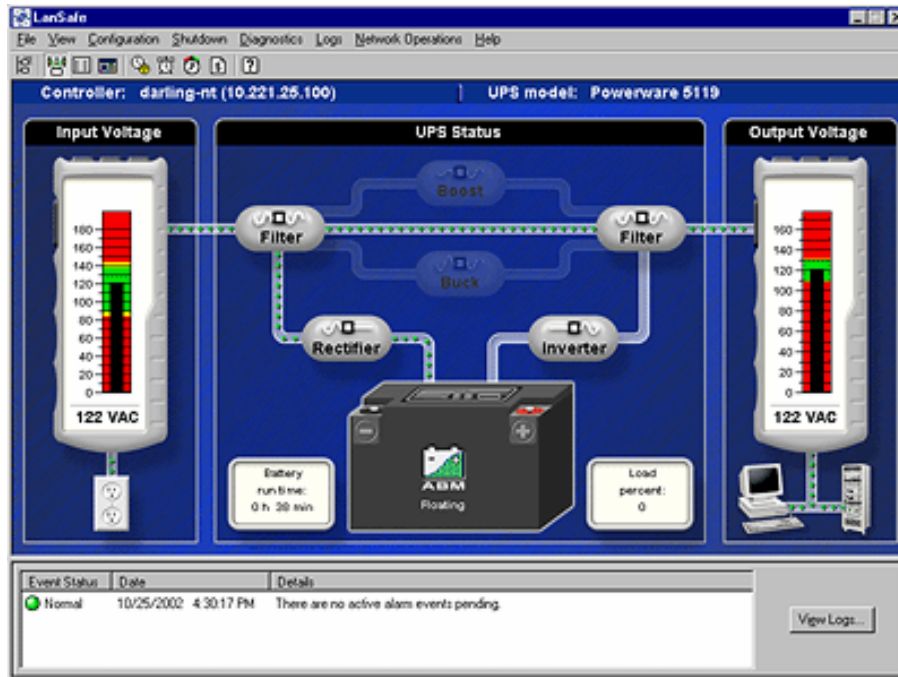 LanSafe
File View Configuration Shutdown Diagnostics Logs Network Operations Help
Controller: darling-nt (10.221.25.100) UPS model: Powerware 5119
Input Voltage
180
160
140
120
100
80
60
40
20
0
122 VAC
UPS Status
Boost
Filter
Filter
Buck
Rectifier
Inverter
ABM
Floating
Battery
run time:
0 h 38 min
Load
percent:
0
Output Voltage
160
140
120
100
80
60
40
20
0
122 VAC
Event Status Date Details
Normal 10/25/2002 4:30:17 PM There are no active alarm events pending.
View Logs...